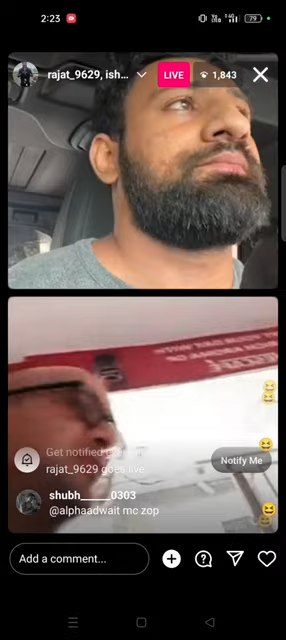 2:23
79
rajat_9629, ish...
LIVE
1,843
Get notified
Notify Me
rajat_9629 goes live.
shubh_____0303
@alphaadwait mc zop
Add a comment...